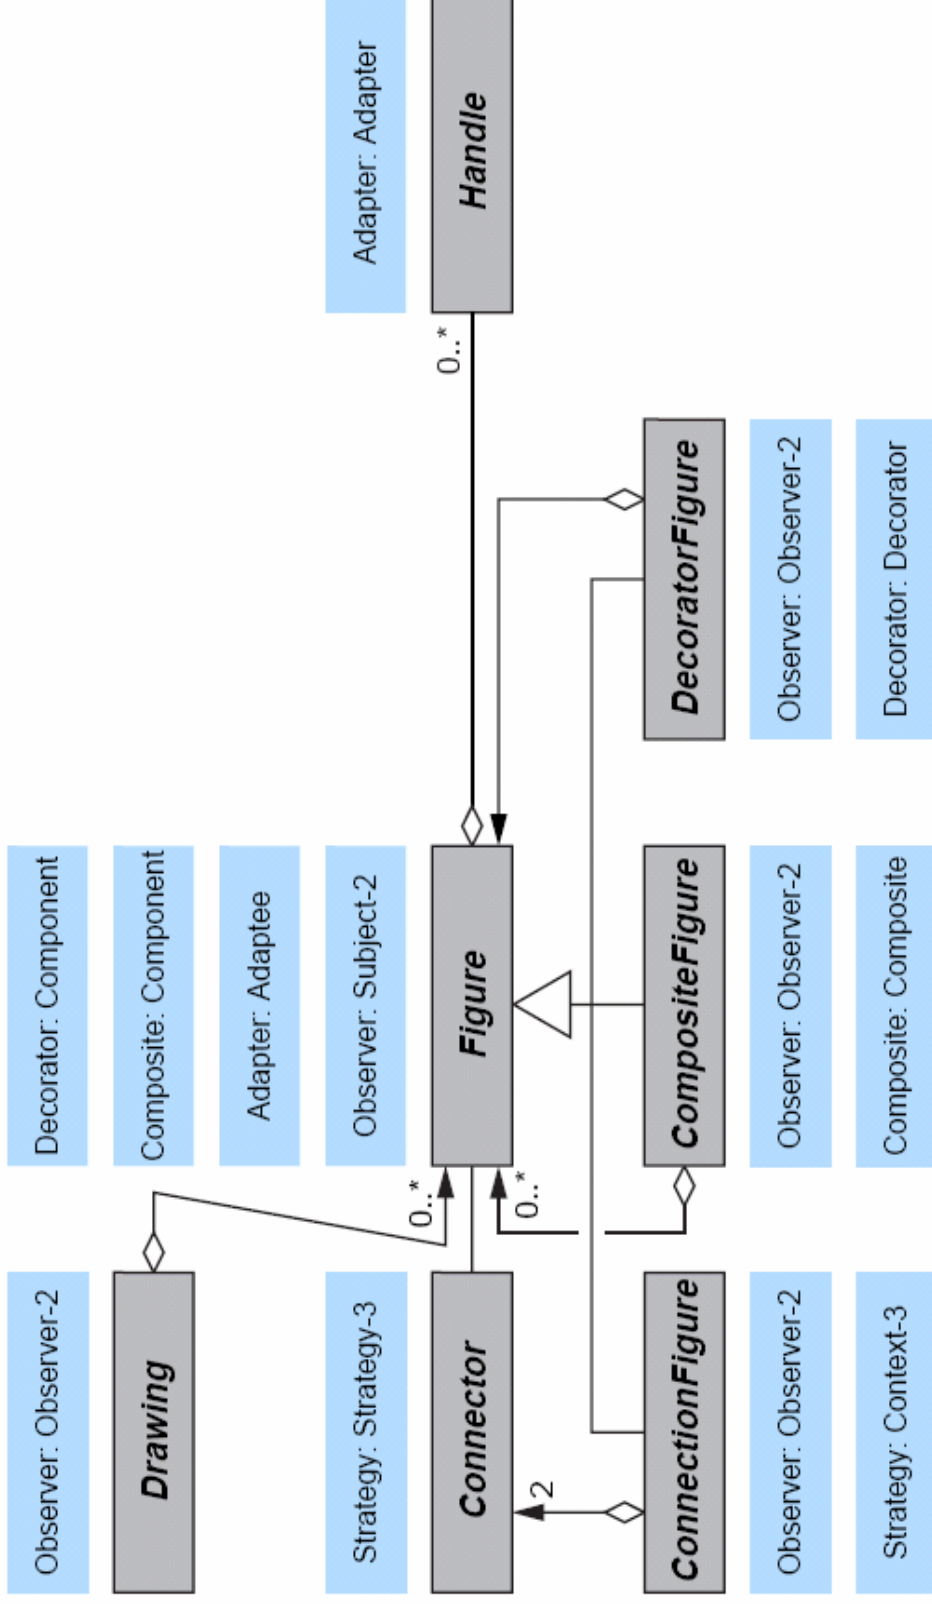 Observer: Observer-2
Decorator: Component
Drawing
Composite: Component
Adapter: Adaptee
Strategy: Strategy-3
Observer: Subject-2
Adapter: Adapter
0..*
0..*
Connector
Figure
Handle
2
0..*
ConnectionFigure
CompositeFigure
DecoratorFigure
Observer: Observer-2
Observer: Observer-2
Observer: Observer-2
Strategy: Context-3
Composite: Composite
Decorator: Decorator